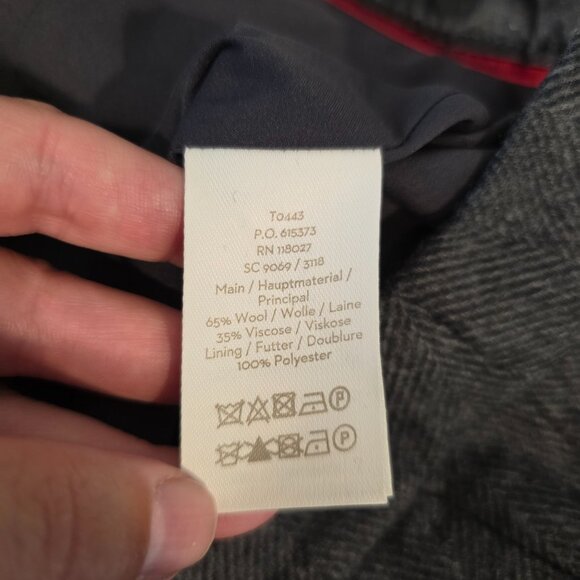 T0443
P.O. 615373
RN 118027
SC 9069 / 3118
Main / Hauptmaterial /
Principal
65% Wool / Wolle / Laine
35% Viscose / Viskose
Lining / Futter / Doublure
100% Polyester
P
P